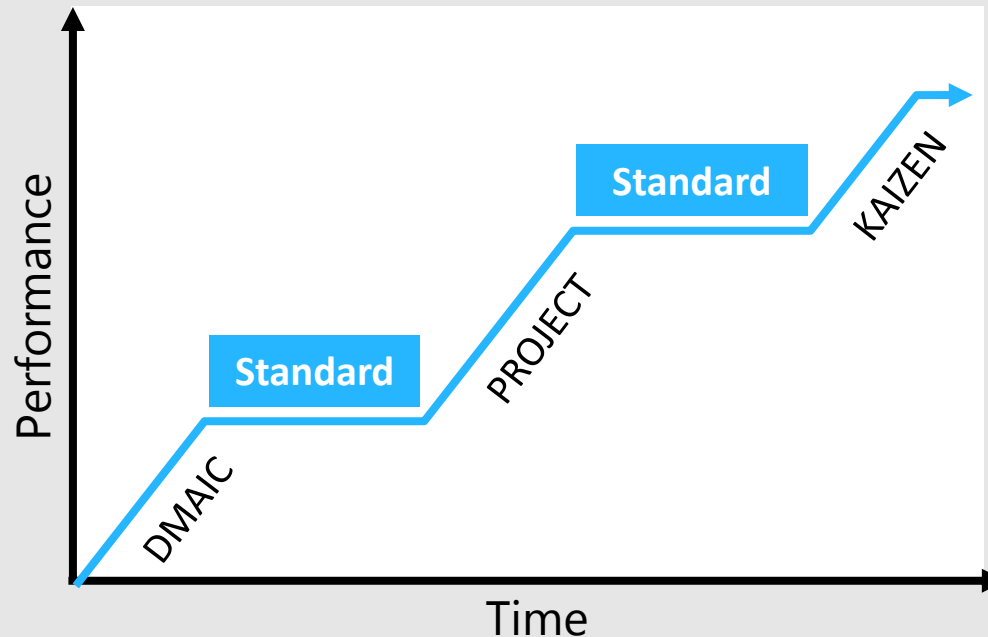 Performance
Standard
KAIZEN
Standard
PROJECT
DMAIC
Time